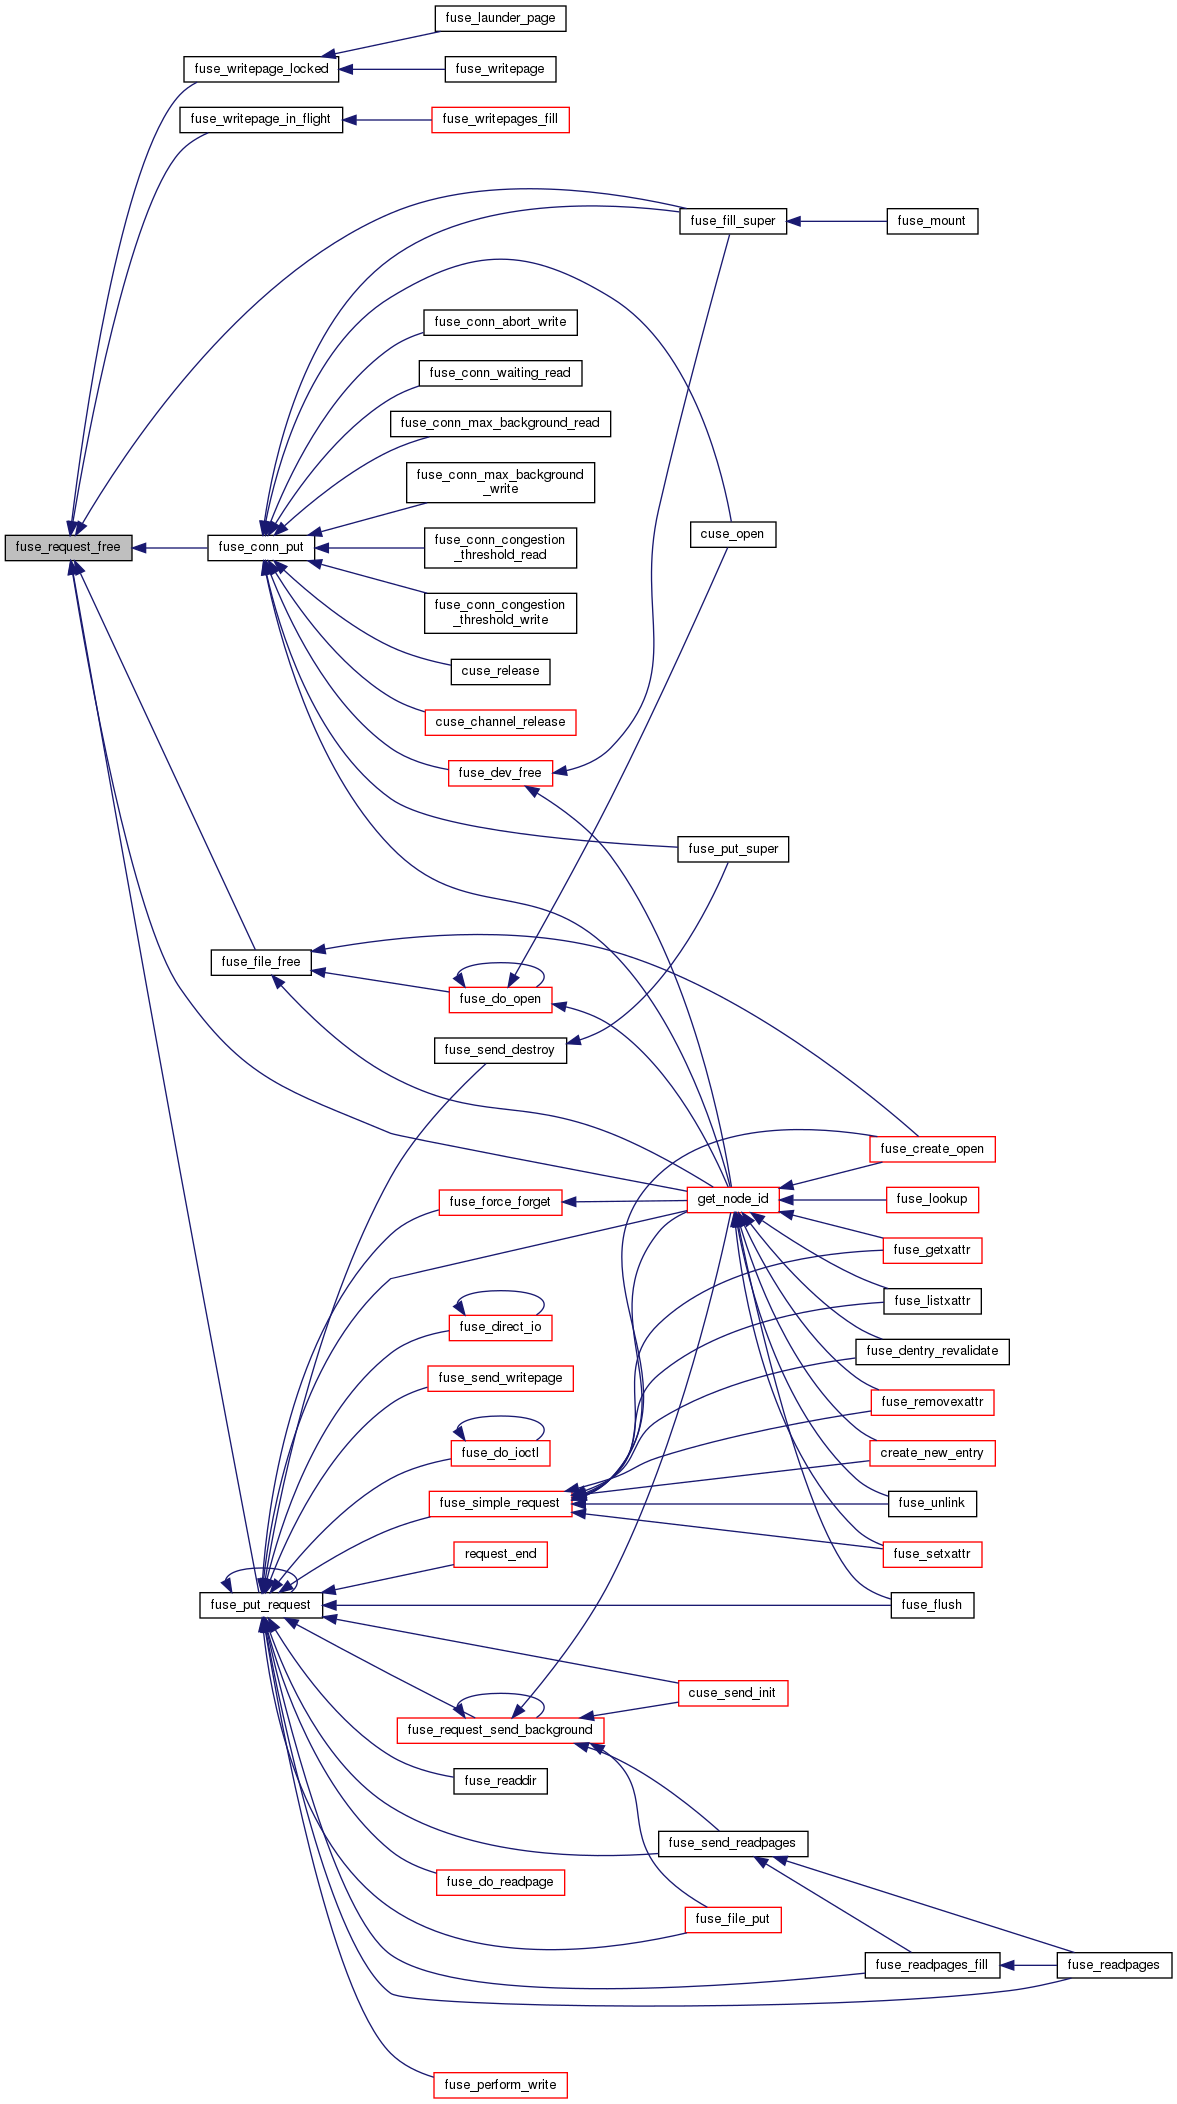 fuse_launder_page
fuse_writepage_locked
fuse_writepage
fuse_writepage_in_flight
fuse_writepages_fill
fuse_fill_super
fuse_mount
fuse_conn_abort_write
fuse_conn_waiting_read
fuse_conn_max_background_read
fuse_conn_max_background
_write
cuse_open
fuse_request_free
fuse_conn_put
fuse_conn_congestion
_threshold_read
fuse_conn_congestion
_threshold_write
cuse_release
cuse_channel_release
fuse_dev_free
fuse_put_super
fuse_file_free
fuse_do_open
fuse_send_destroy
fuse_create_open
fuse_force_forget
get_node_id
fuse_lookup
fuse_getxattr
fuse_listxattr
fuse_direct_io
fuse_dentry_revalidate
fuse_send_writepage
fuse_removexattr
fuse_do_ioctl
create_new_entry
fuse_simple_request
fuse_unlink
request_end
fuse_setxattr
fuse_put_request
fuse_flush
cuse_send_init
fuse_request_send_background
fuse_readdir
fuse_send_readpages
fuse_do_readpage
fuse_file_put
fuse_readpages_fill
fuse_readpages
fuse_perform_write